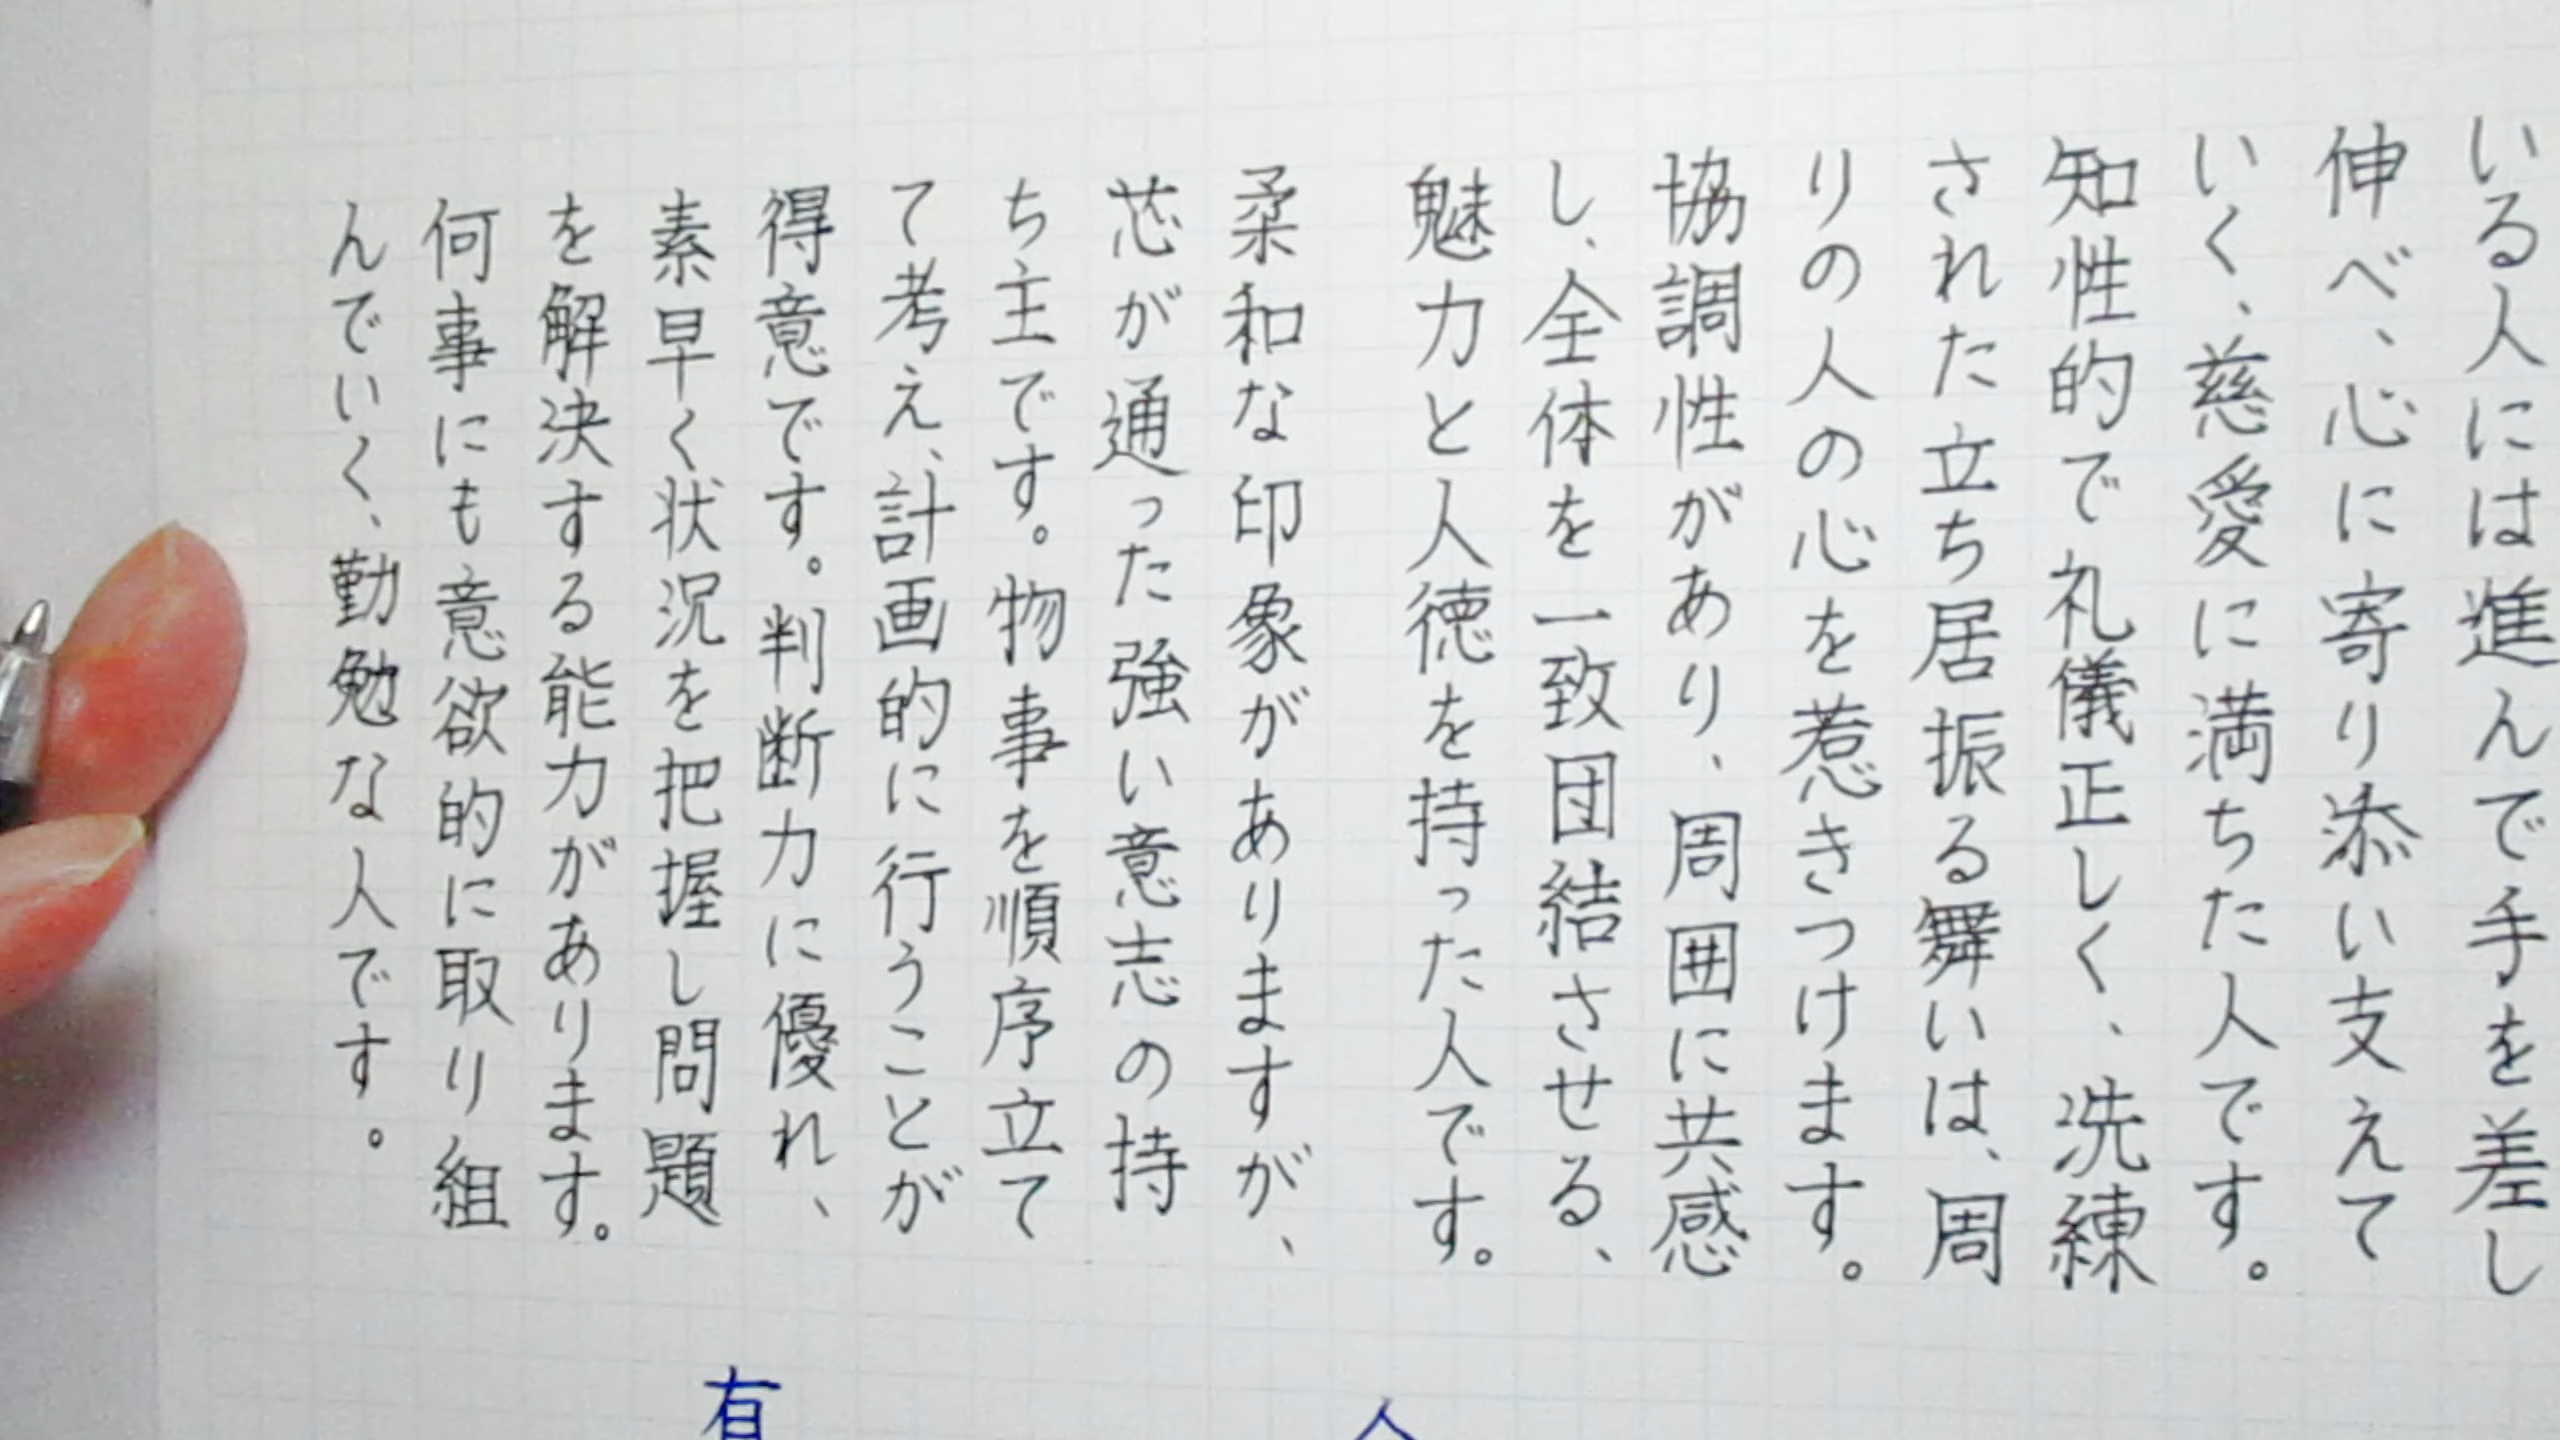 いる人には進んで手を差し
伸べ、心に寄り添い支えて
いく、慈愛に満ちた人です。
知性的で礼儀正しく、洗練
された立ち居振る舞いは、周
りの人の心を惹きつけます。
協調性があり、周囲に共感
し、全体を一致団結させる、
魅力と人徳を持った人です。
柔和な印象がありますが、
芯が通った強い意志の持
ち主です。物事を順序立て
て考え、計画的に行うことが
得意です。判断力に優れ、
素早く状況を把握し問題
を解決する能力があります。
何事にも意欲的に取り組
んでいく、勤勉な人です。
有